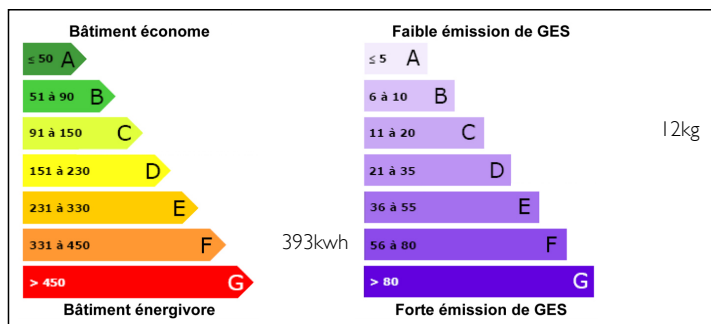 Bâtiment économe
≤ 50 A
51 à 90 B
91 à 150 C
151 à 230 D
231 à 330 E
331 à 450 F
393kwh
> 450 G
Bâtiment énergivore
Faible émission de GES
≤ 5 A
6 à 10 B
11 à 20 C
12kg
21 à 35 D
36 à 55 E
56 à 80 F
> 80 G
Forte émission de GES